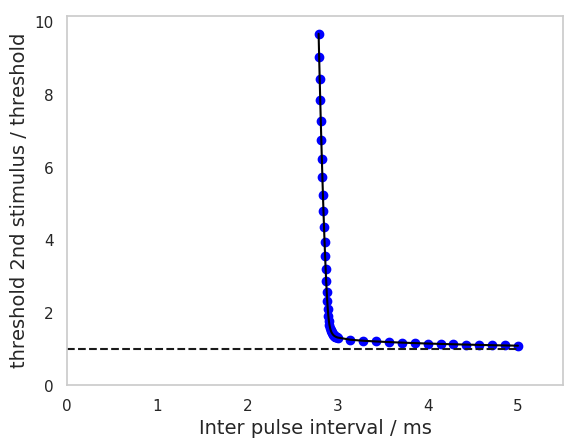 threshold 2nd stimulus / threshold
10
8
6
4
2
0
0 1 2 3 4 5
Inter pulse interval / ms